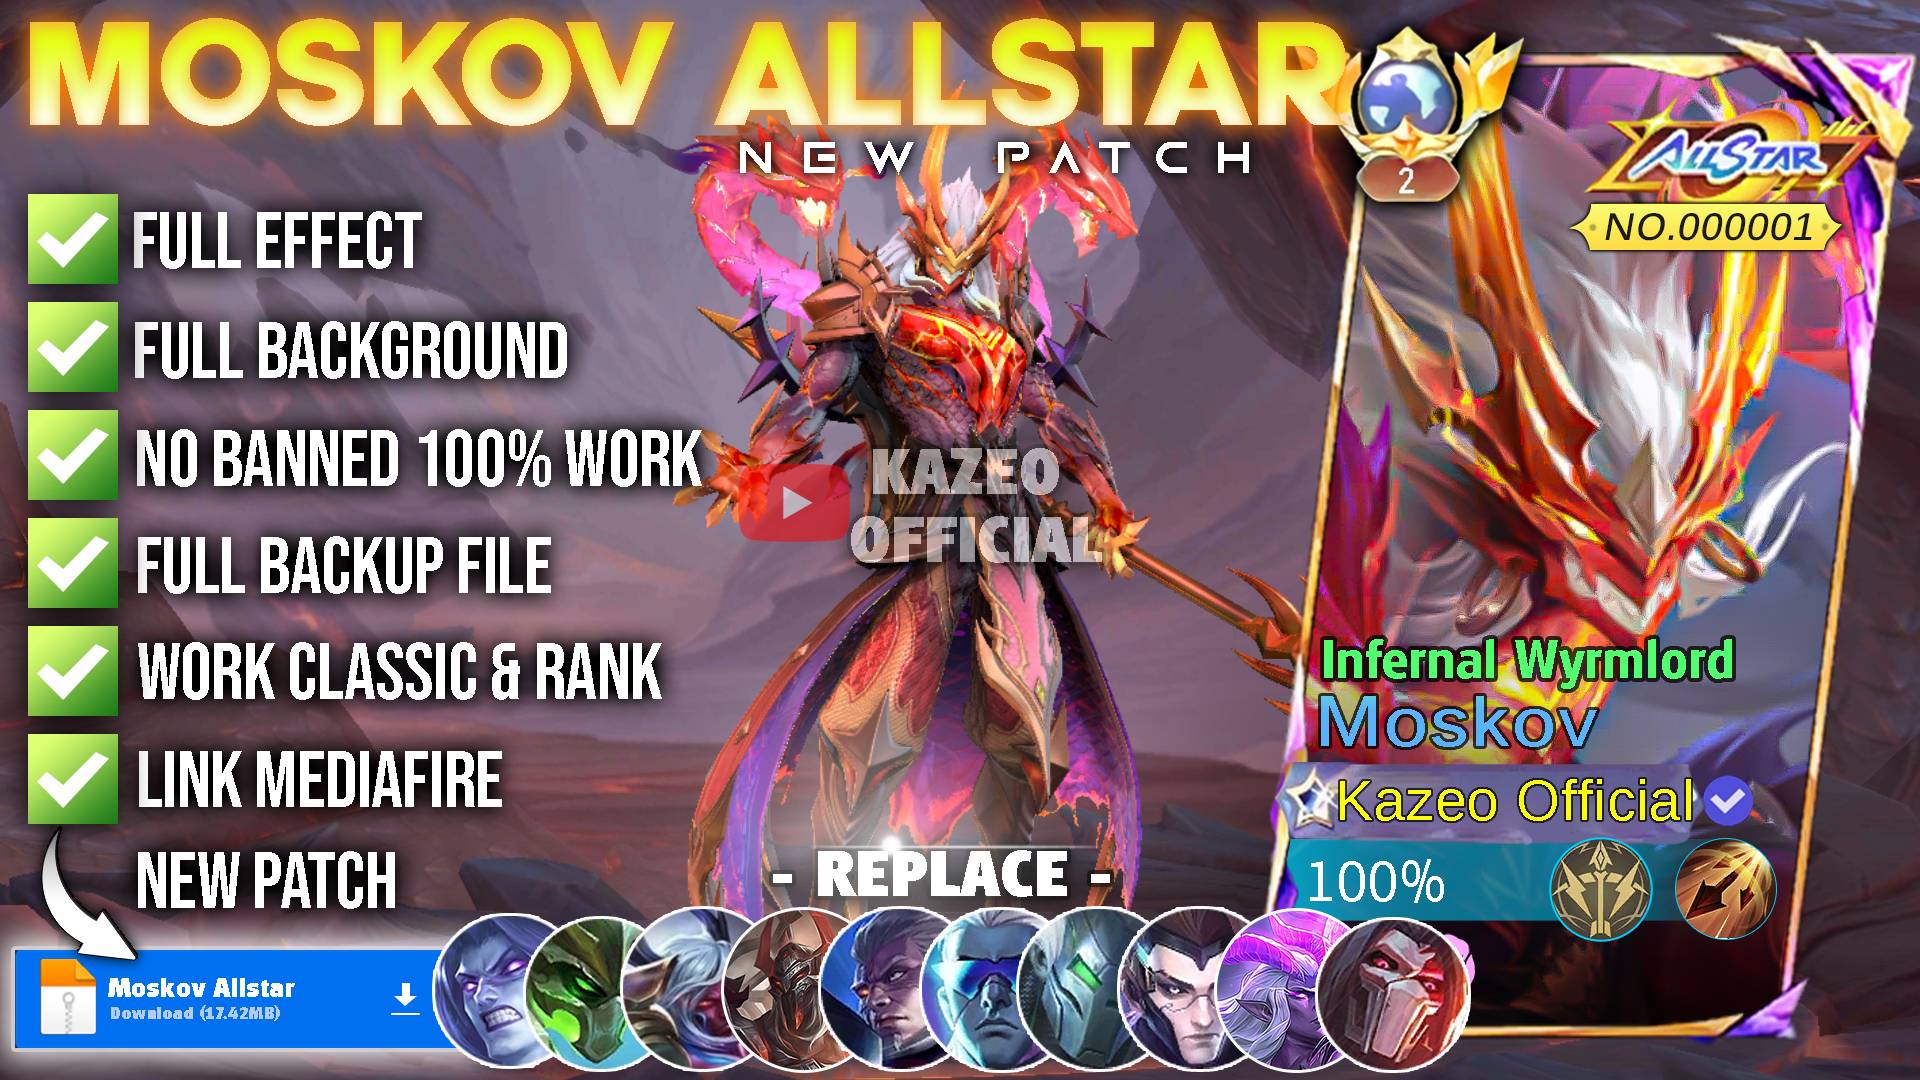 MOSKOV ALLSTAR
NEW PATCH
2
ALLSTAR
NO.000001
FULL EFFECT
FULL BACKGROUND
NO BANNED 100% WORK
FULL BACKUP FILE
WORK CLASSIC & RANK
LINK MEDIAFIRE
NEW PATCH
Moskov Allstar
Download (17.42MB)
KAZEO
OFFICIAL
- REPLACE -
Infernal Wyrmlord
Moskov
Kazeo Official
100%